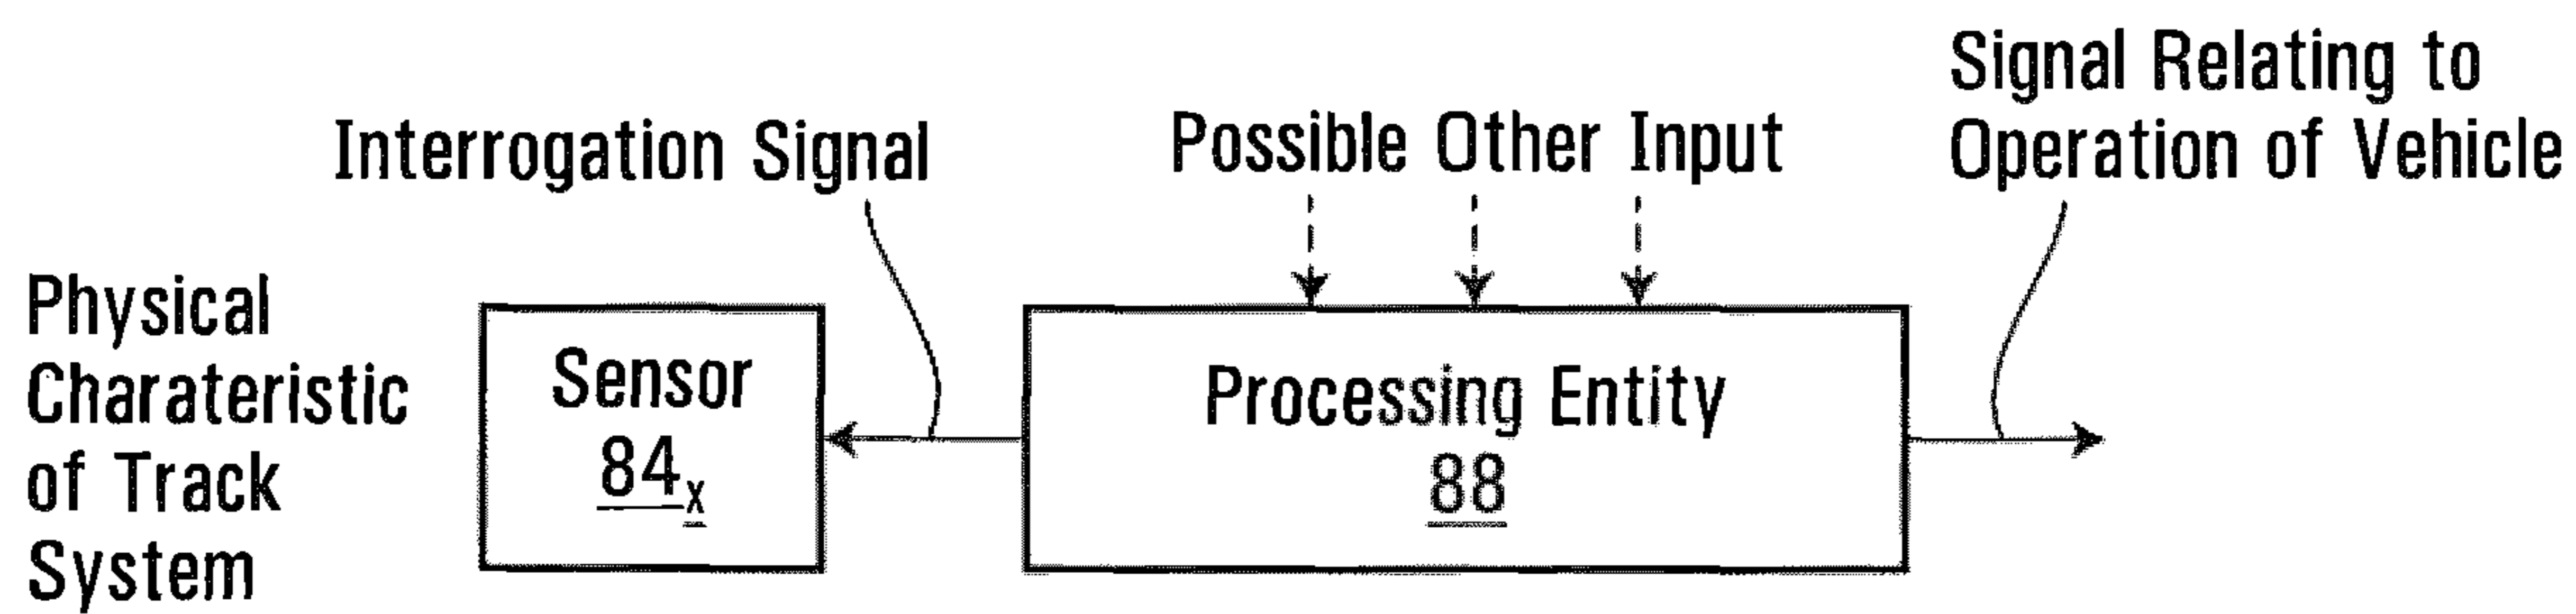 Interrogation Signal
Possible Other Input
Signal Relating to
Operation of Vehicle
Physical
Charateristic
of Track
System
Sensor
84x
Processing Entity
88